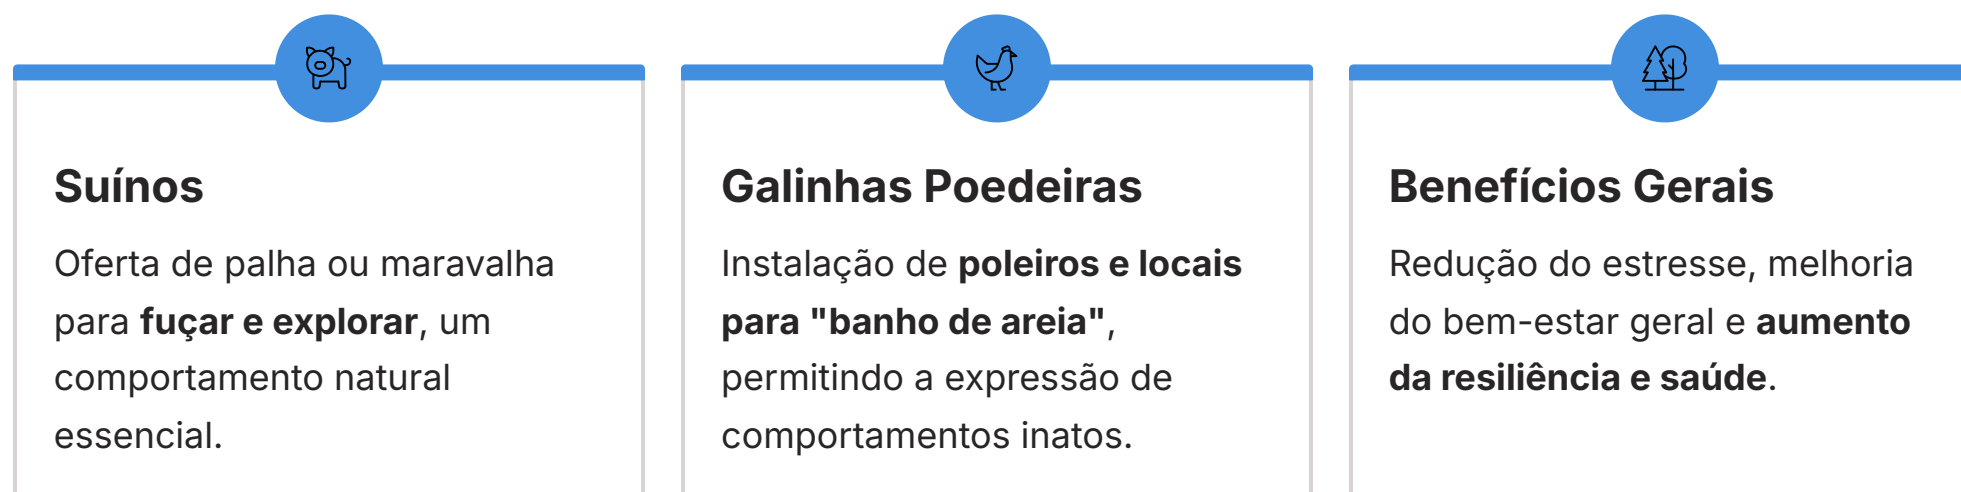 Suínos
Oferta de palha ou maravalha
para fuçar e explorar, um
comportamento natural
essencial.
Galinhas Poedeiras
Instalação de poleiros e locais
para "banho de areia",
permitindo a expressão de
comportamentos inatos.
Benefícios Gerais
Redução do estresse, melhoria
do bem-estar geral e aumento
da resiliência e saúde.